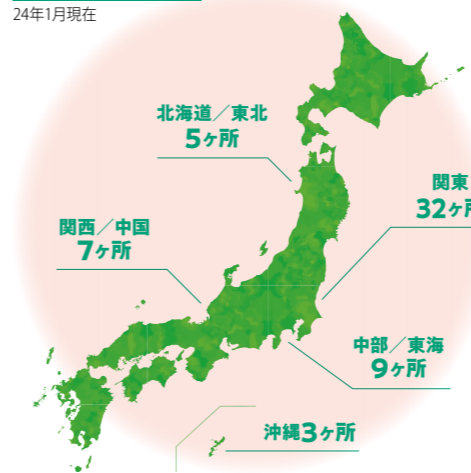 24年1月現在
北海道／東北
5ヶ所
関東
32ヶ所
関西／中国
7ヶ所
中部／東海
9ヶ所
沖縄3ヶ所